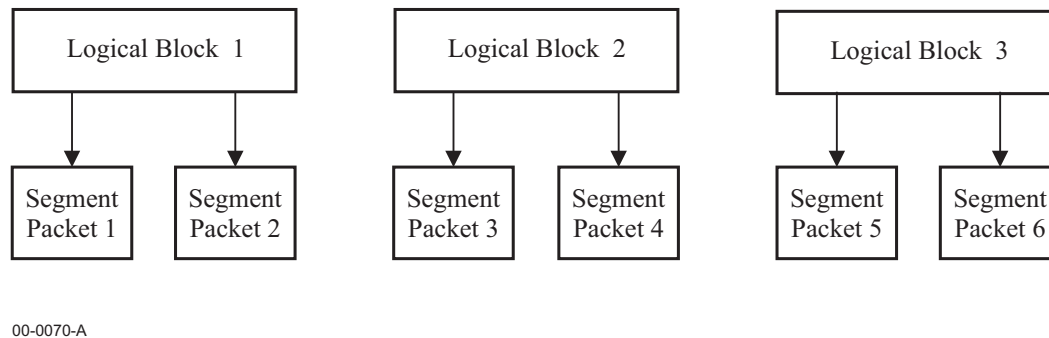 Logical Block 1
Logical Block 2
Logical Block 3
Segment
Packet 1
Segment
Packet 2
Segment
Packet 3
Segment
Packet 4
Segment
Packet 5
Segment
Packet 6
00-0070-A